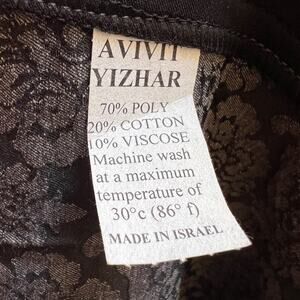 AVIVIT
YIZHAR
70% POLY
20% COTTON
10% VISCOSE
Machine wash
at a maximum
temperature of
30°c (86° f)
MADE IN ISRAEL